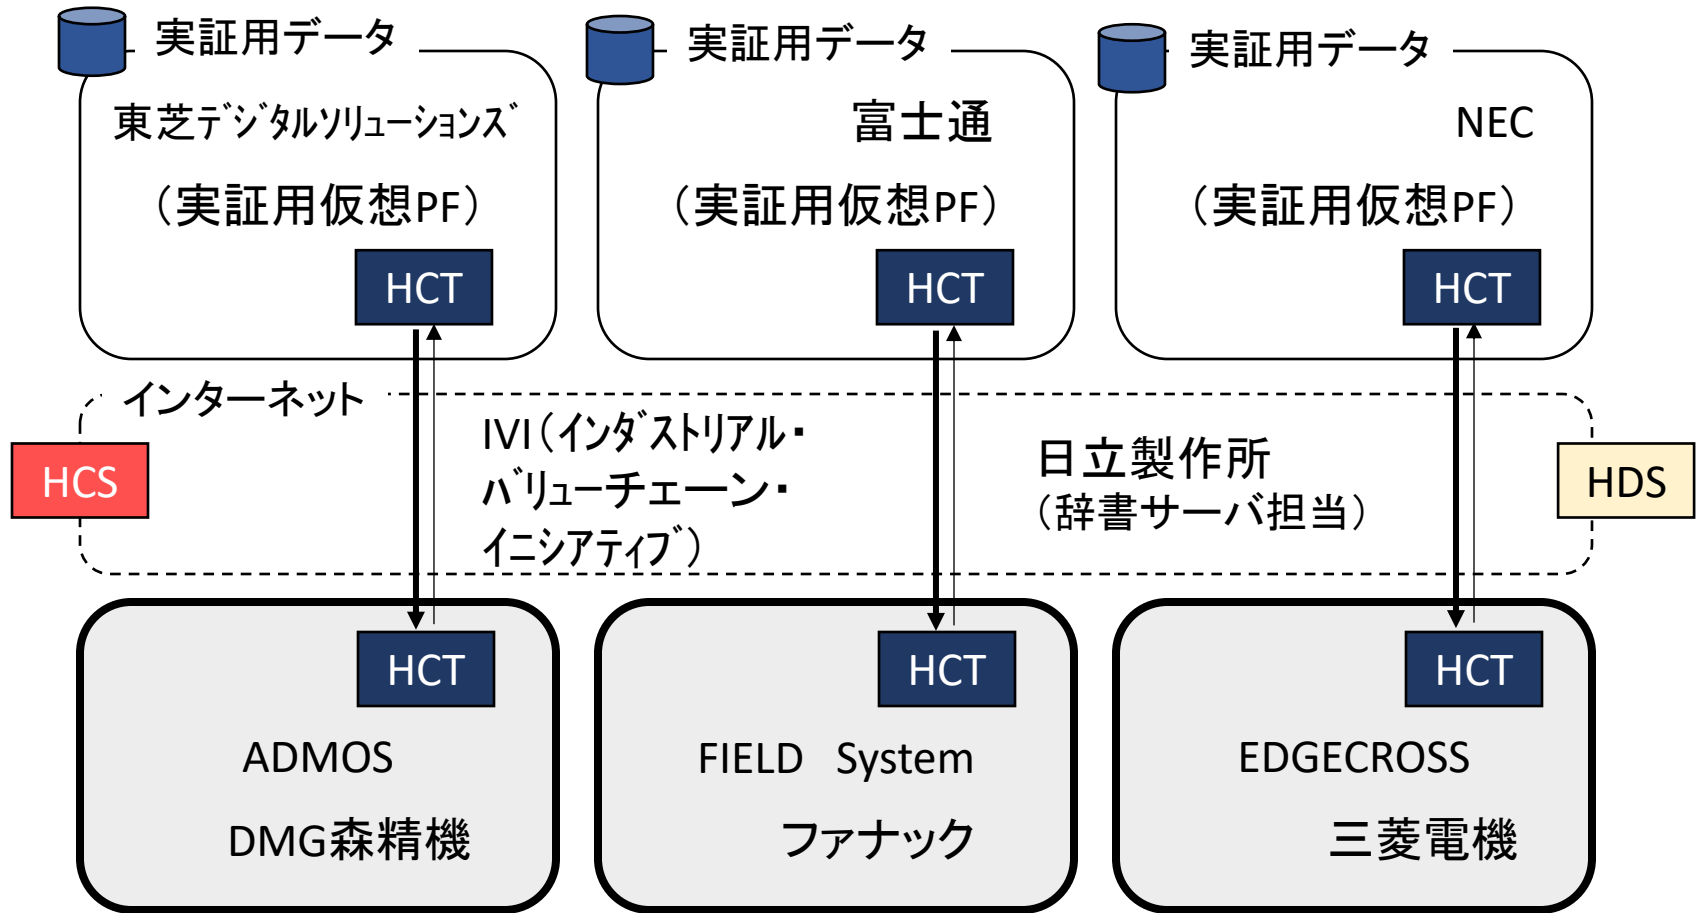 実証用データ
実証用データ
実証用データ
東芝ﾃﾞｼﾞﾀﾙｿﾘｭｰｼｮﾝｽﾞ
富士通
NEC
（実証用仮想PF）
（実証用仮想PF）
（実証用仮想PF）
HCT
HCT
HCT
インターネット
IVI（ｲﾝﾀﾞｽﾄﾘｱﾙ・
ﾊﾞﾘｭｰチェーン・
ｲﾆｼｱﾃｨﾌﾞ）
日立製作所
（辞書サーバ担当）
HCS
HDS
HCT
HCT
HCT
ADMOS
FIELD　System
EDGECROSS
DMG森精機
ファナック
三菱電機